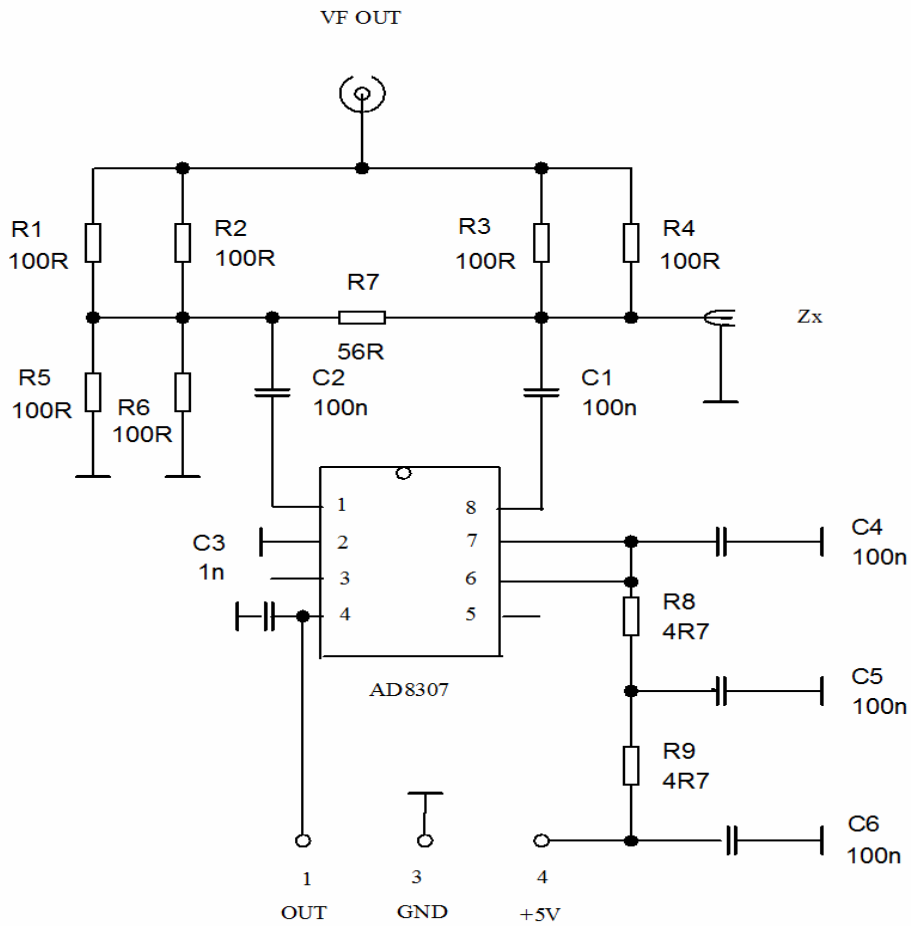 VF OUT
R1
100R
R2
100R
R3
100R
R4
100R
R7
56R
Zx
R5
100R
R6
100R
C2
100n
C1
100n
1
8
C3
1n
2
7
3
6
4
5
C4
100n
R8
4R7
AD8307
C5
100n
R9
4R7
C6
100n
1
OUT
3
GND
4
+5V